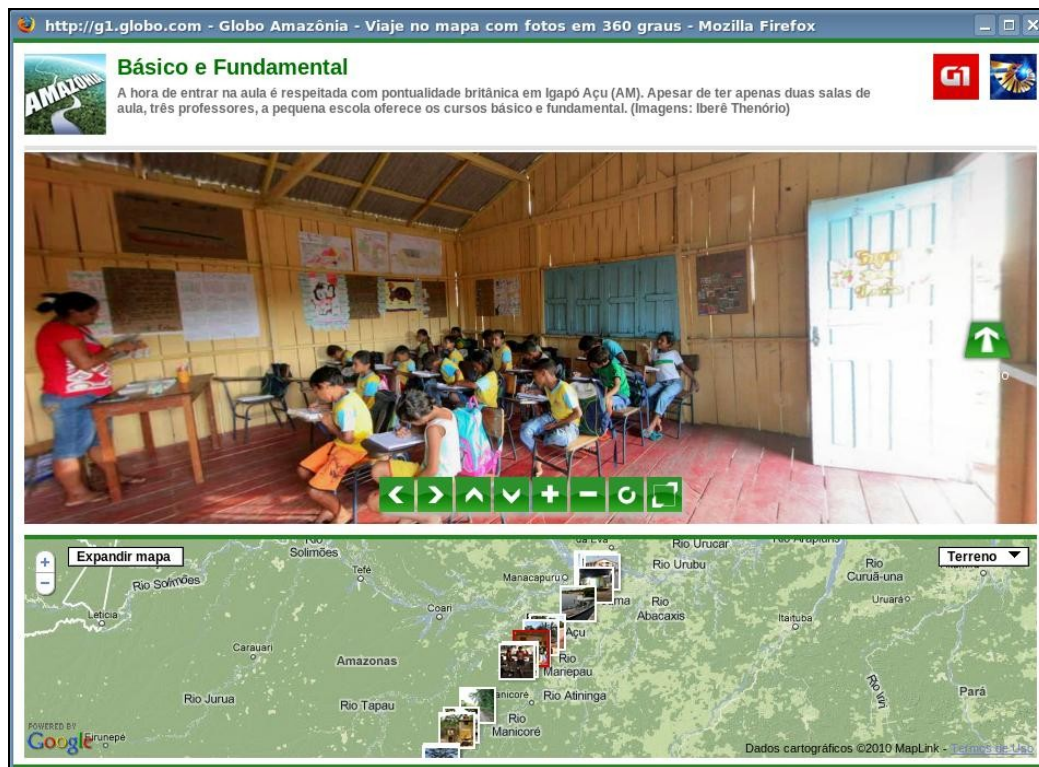 http://g1.globo.com - Globo Amazônia - Viaje no mapa com fotos em 360 graus - Mozilla Firefox
AMAZÔNIA
Básico e Fundamental
A hora de entrar na aula é respeitada com pontualidade britânica em Igapó Açu (AM). Apesar de ter apenas duas salas de
aula, três professores, a pequena escola oferece os cursos básico e fundamental. (Imagens: Iberê Thenório)
G1
Expandir mapa
Terreno
Rio
Solimões
Rio Urucar
Rio Solimões
Tefé
Manacapuru
Rio Urubu
Rio
Curuã-una
Leticia
Coari
Rio
Abacaxis
Uruará
Itaituba
Açu
Carauari
Amazonas
Rio
Mariepau
Rio Iriri
Pará
Rio Jurua
Rio Tapau
anicoré
Rio Atininga
Rio
Manicoré
POWERED BY
Google
Eirunepé
Dados cartográficos ©2010 MapLink - Termos de Uso